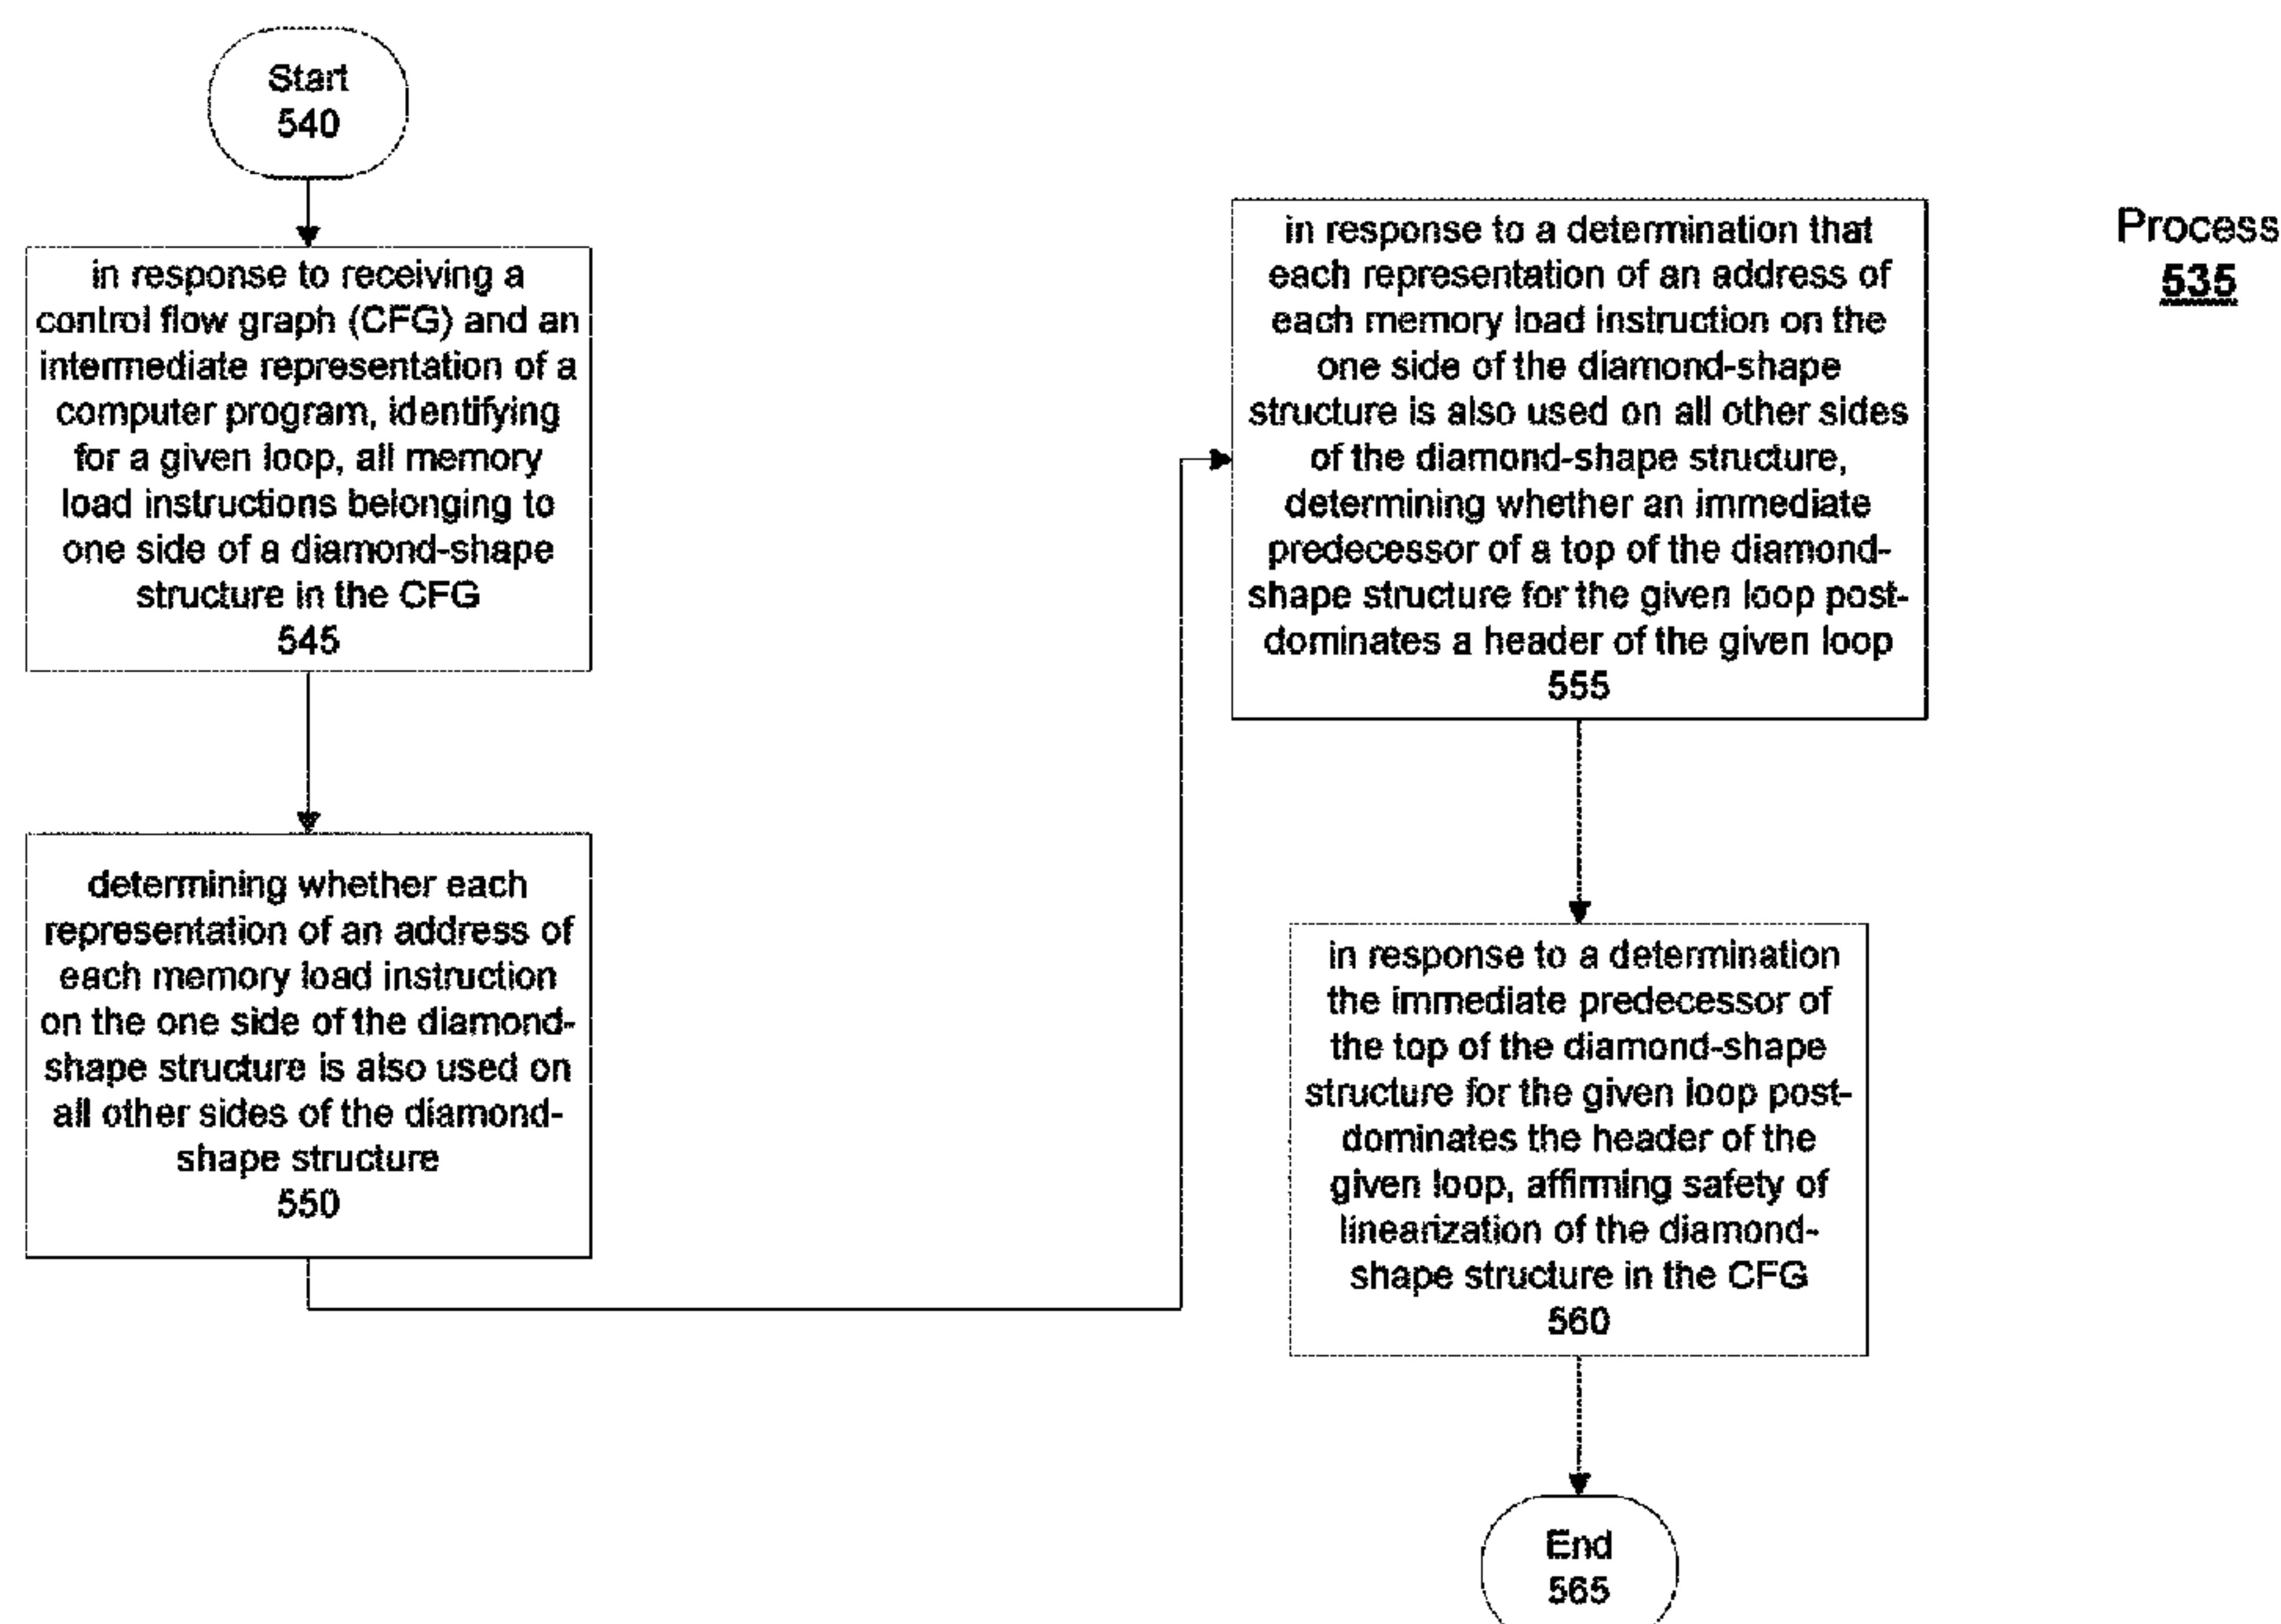 Start
540
in response to receiving a
control flow graph (CFG) and an
intermediate representation of a
computer program, identifying
for a given loop, all memory
load instructions belonging to
one side of a diamond-shape
structure in the CFG
545
determining whether each
representation of an address of
each memory load instruction
on the one side of the diamond-
shape structure is also used on
all other sides of the diamond-
shape structure
550
in response to a determination that
each representation of an address of
each memory load instruction on the
one side of the diamond-shape
structure is also used on all other sides
of the diamond-shape structure,
determining whether an immediate
predecessor of a top of the diamond-
shape structure for the given loop post-
dominates a header of the given loop
555
in response to a determination
the immediate predecessor of
the top of the diamond-shape
structure for the given loop post-
dominates the header of the
given loop, affirming safety of
linearization of the diamond-
shape structure in the CFG
560
End
565
Process
535